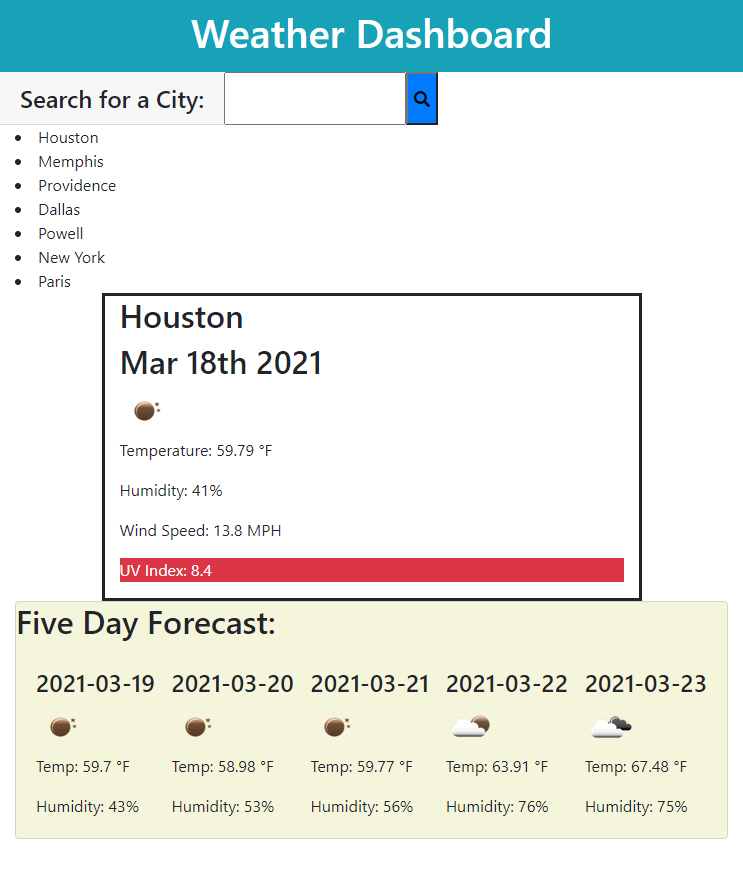 Weather Dashboard
Search for a City:
Houston
Memphis
Providence
Dallas
Powell
New York
Paris
Houston
Mar 18th 2021
Temperature: 59.79 °F
Humidity: 41%
Wind Speed: 13.8 MPH
UV Index: 8.4
Five Day Forecast:
2021-03-19 2021-03-20 2021-03-21 2021-03-22 2021-03-23
Temp: 59.7 °F Temp: 58.98 °F Temp: 59.77 °F Temp: 63.91 °F Temp: 67.48 °F
Humidity: 43% Humidity: 53% Humidity: 56% Humidity: 76% Humidity: 75%